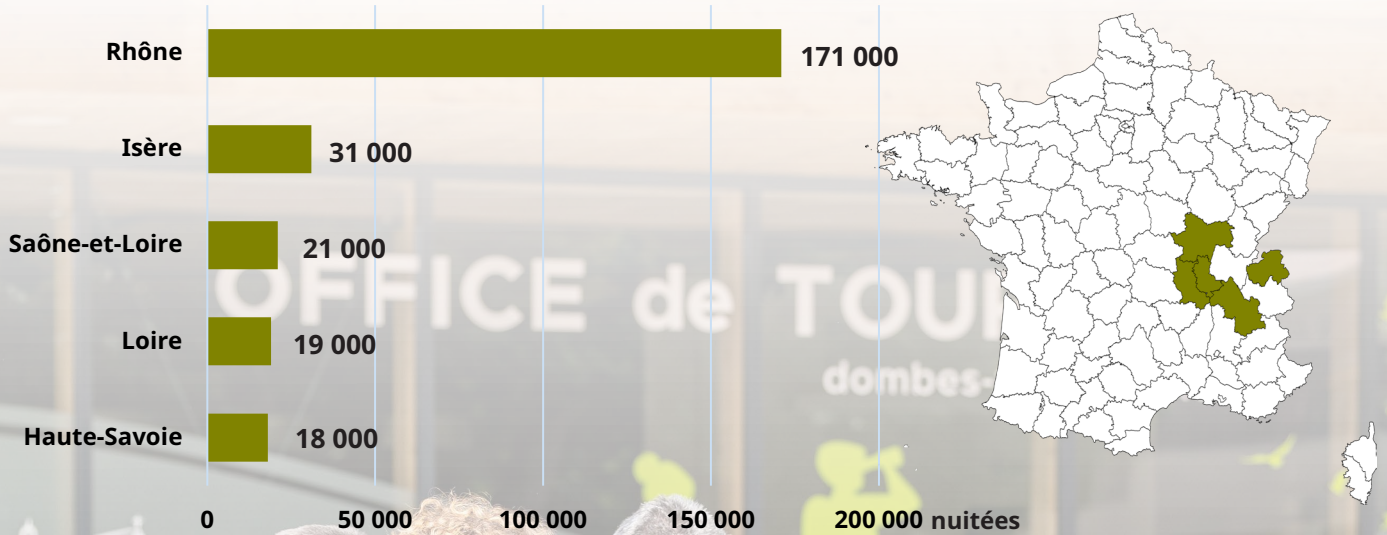 Rhône
171 000
Isère
31 000
Saône-et-Loire
21 000
OFFICE de TOU
Loire
19 000
dombes-
Haute-Savoie
18 000
0 50 000 100 000 150 000 200 000 nuitées